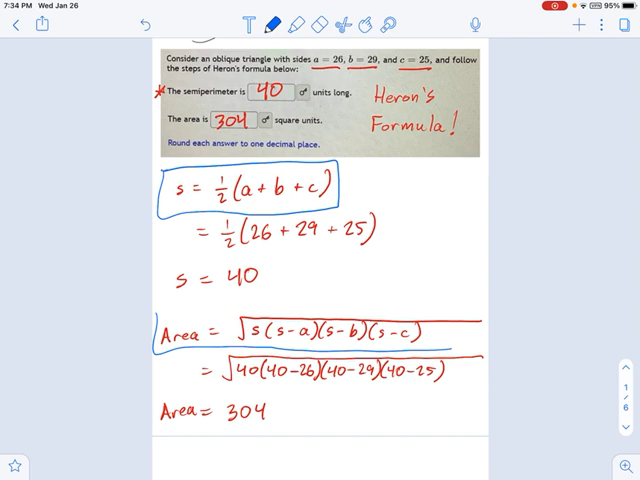 7:34 PM Wed Jan 26
95%
Consider an oblique triangle with sides a = 26, b = 29, and c = 25, and follow
the steps of Heron's formula below:
* The semiperimeter is 40 units long.
The area is 304 square units.
Round each answer to one decimal place.
Heron's
Formula!
s = 1/2 (a + b + c)
= 1/2 (26 + 29 + 25)
s = 40
Area = √s(s-a)(s-b)(s-c)
= √40(40-26)(40-29)(40-25)
Area = 304
1
/
6